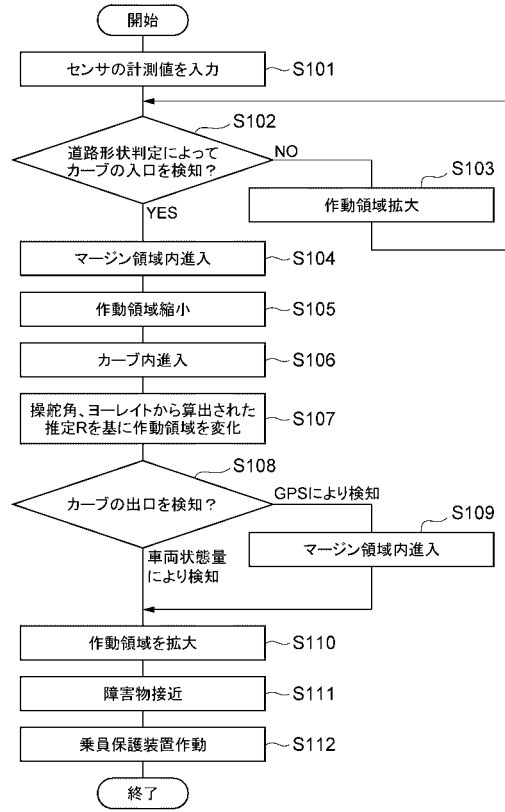 開始
センサの計測値を入力
S101
S102
道路形状判定によって
カーブの入口を検知？
NO
S103
作動領域拡大
YES
マージン領域内進入
S104
作動領域縮小
S105
カーブ内進入
S106
操舵角、ヨーレイトから算出された
推定Rを基に作動領域を変化
S107
S108
カーブの出口を検知？
GPSにより検知
S109
マージン領域内進入
車両状態量
により検知
作動領域を拡大
S110
障害物接近
S111
乗員保護装置作動
S112
終了